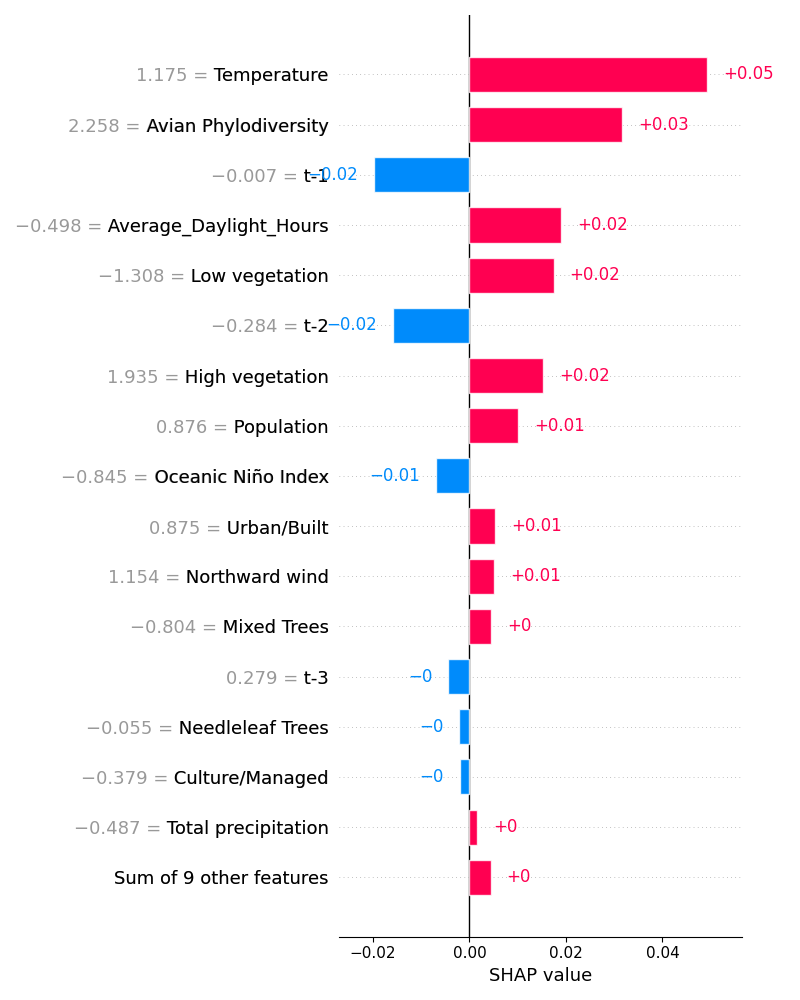 1.175 = Temperature +0.05
2.258 = Avian Phylodiversity +0.03
−0.007 = t-1 −0.02
−0.498 = Average_Daylight_Hours +0.02
−1.308 = Low vegetation +0.02
−0.284 = t-2 −0.02
1.935 = High vegetation +0.02
0.876 = Population +0.01
−0.845 = Oceanic Niño Index −0.01
0.875 = Urban/Built +0.01
1.154 = Northward wind +0.01
−0.804 = Mixed Trees +0
0.279 = t-3 −0
−0.055 = Needleleaf Trees −0
−0.379 = Culture/Managed −0
−0.487 = Total precipitation +0
Sum of 9 other features +0
−0.02 0.00 0.02 0.04
SHAP value